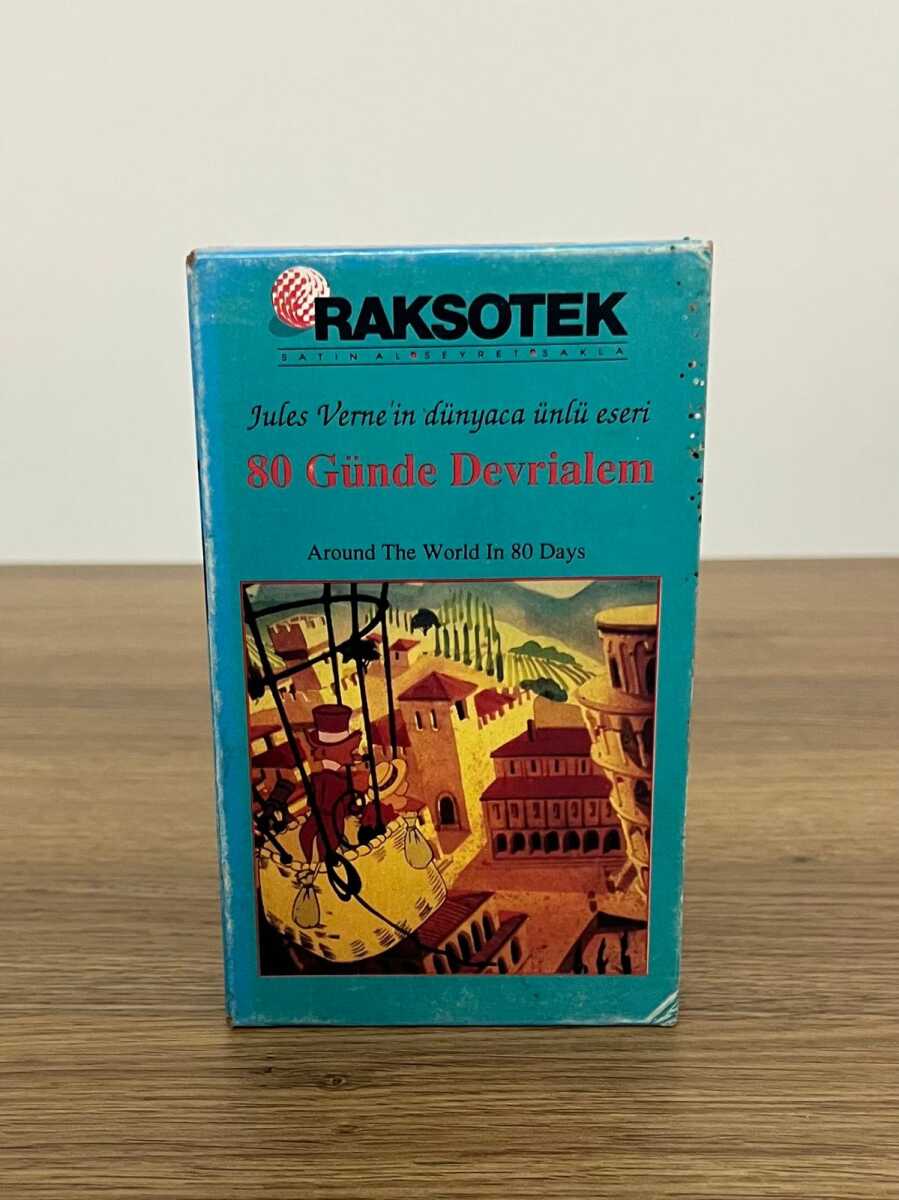 RAKSOTEK
SATIN AL•SEYRET•SAKLA
Jules Verne'in dünyaca ünlü eseri
80 Günde Devrialem
Around The World In 80 Days